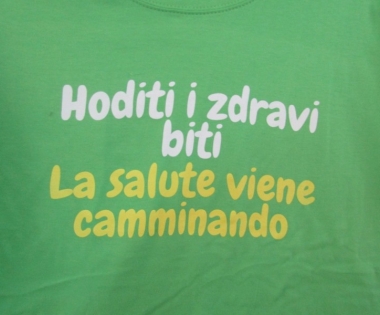 Hoditi i zdravi
biti
La salute viene
camminando